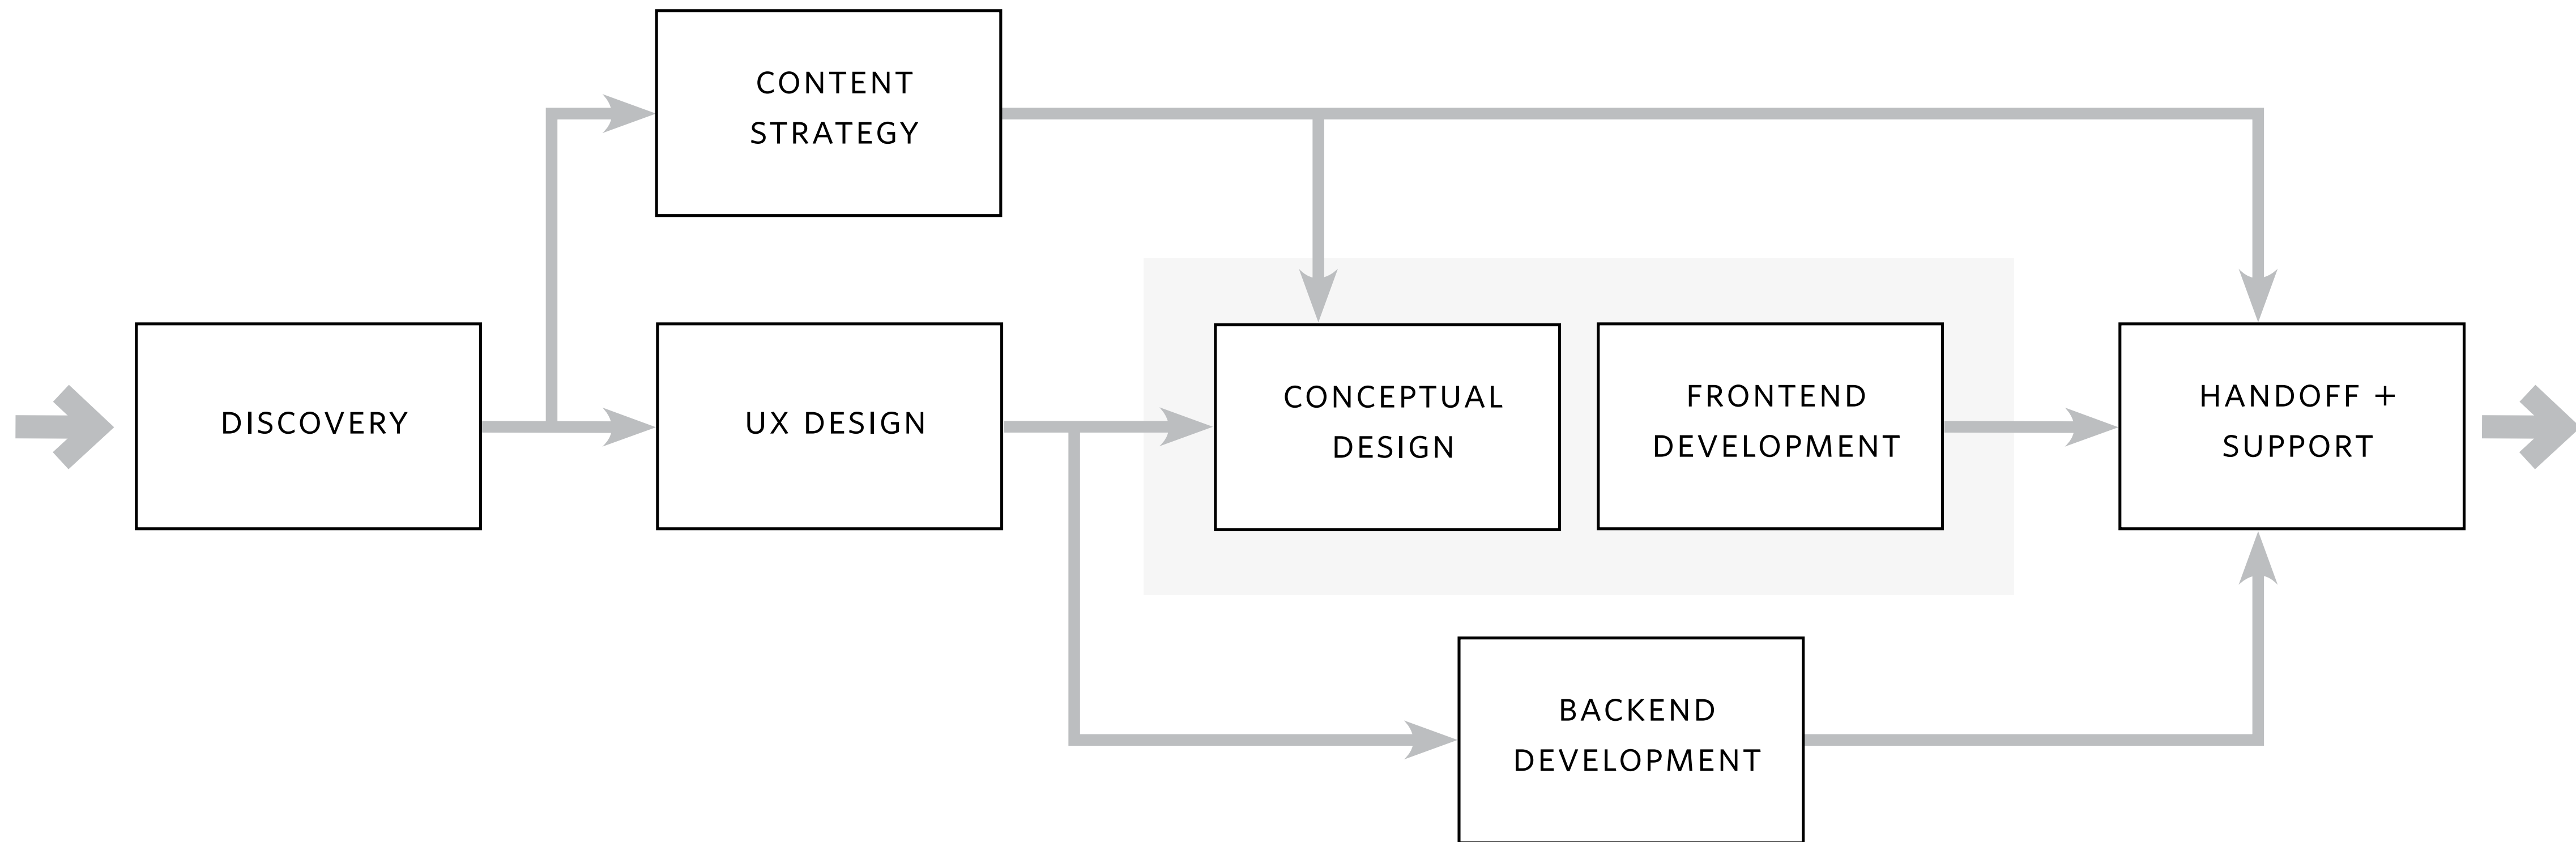 CONTENT
STRATEGY
DISCOVERY
UX DESIGN
CONCEPTUAL
DESIGN
FRONTEND
DEVELOPMENT
HANDOFF +
SUPPORT
BACKEND
DEVELOPMENT